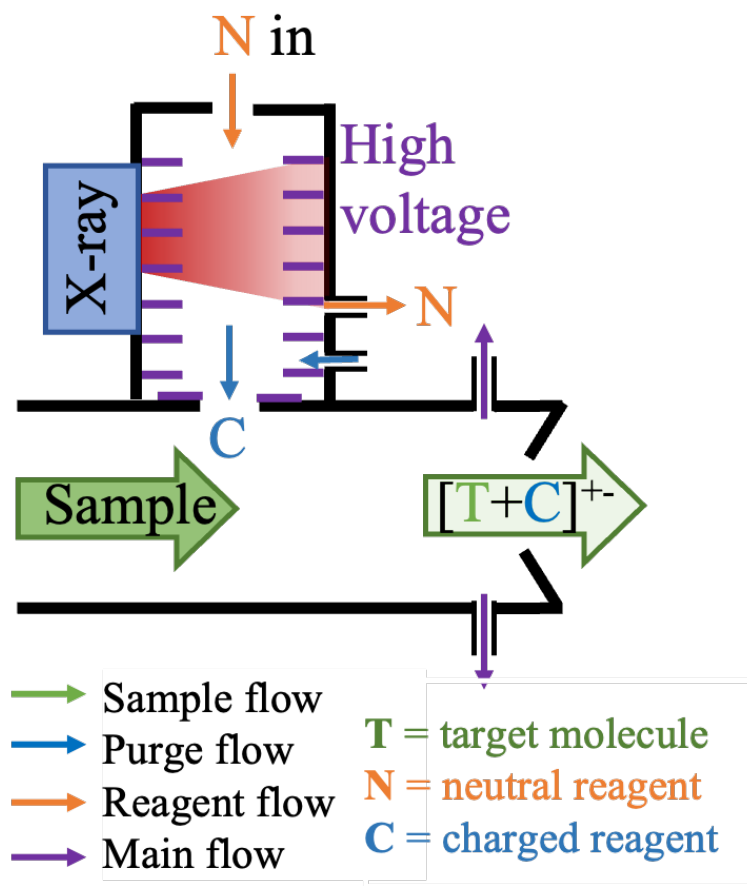 N in
High
voltage
X-ray
N
C
Sample
[T+C]⁺⁻
Sample flow
Purge flow
Reagent flow
Main flow
T = target molecule
N = neutral reagent
C = charged reagent